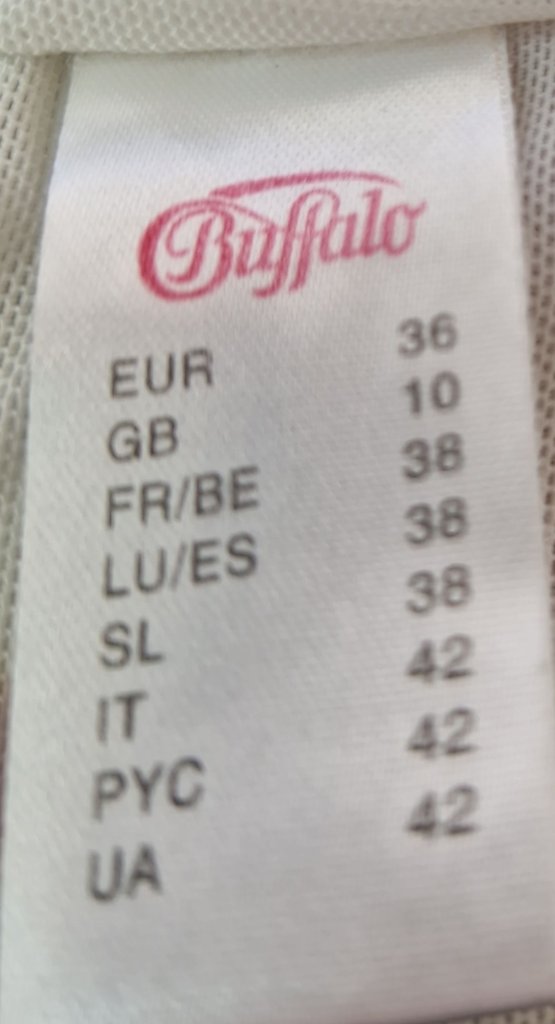 Buffalo
EUR 36
GB 10
FR/BE 38
LU/ES 38
SL 38
IT 42
PYC 42
UA 42